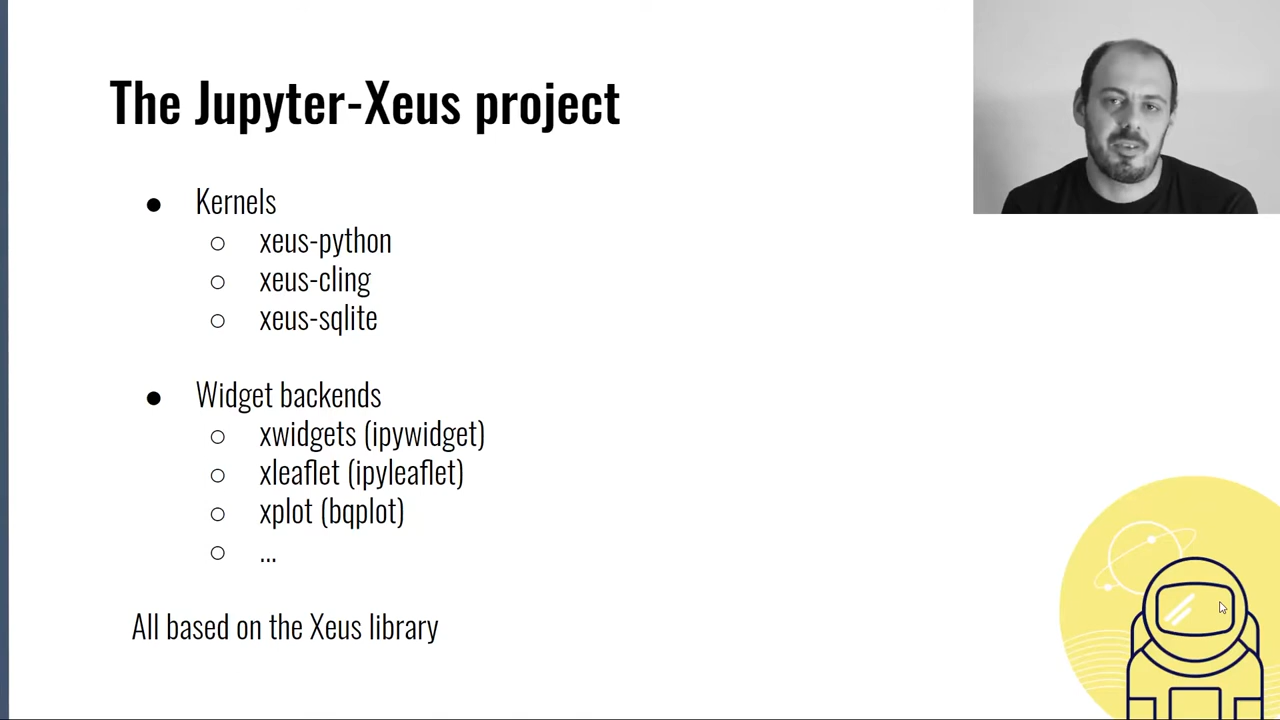 The Jupyter-Xeus project
● Kernels
○ xeus-python
○ xeus-cling
○ xeus-sqlite
● Widget backends
○ xwidgets (ipywidget)
○ xleaflet (ipyleaflet)
○ xplot (bqplot)
○ ...
All based on the Xeus library